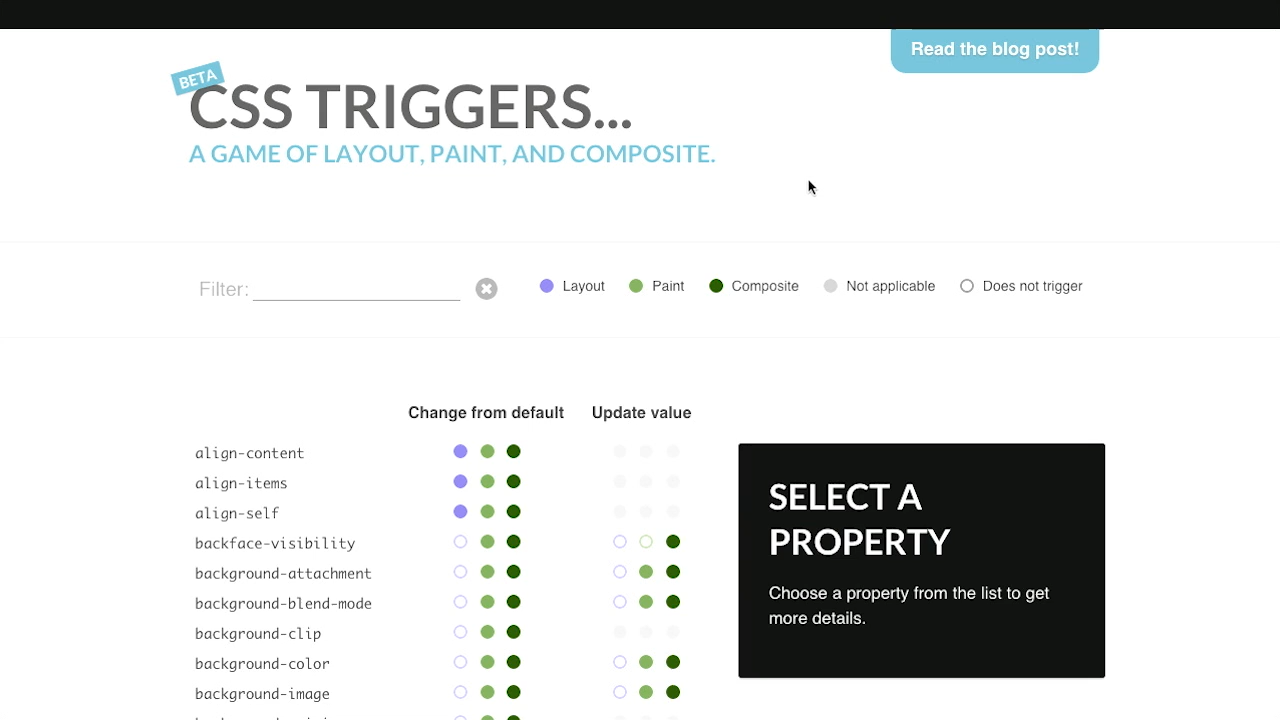 Read the blog post!
BETA
CSS TRIGGERS...
A GAME OF LAYOUT, PAINT, AND COMPOSITE.
Filter: Layout Paint Composite Not applicable Does not trigger
Change from default Update value
align-content
align-items
align-self
backface-visibility
background-attachment
background-blend-mode
background-clip
background-color
background-image
SELECT A
PROPERTY
Choose a property from the list to get
more details.